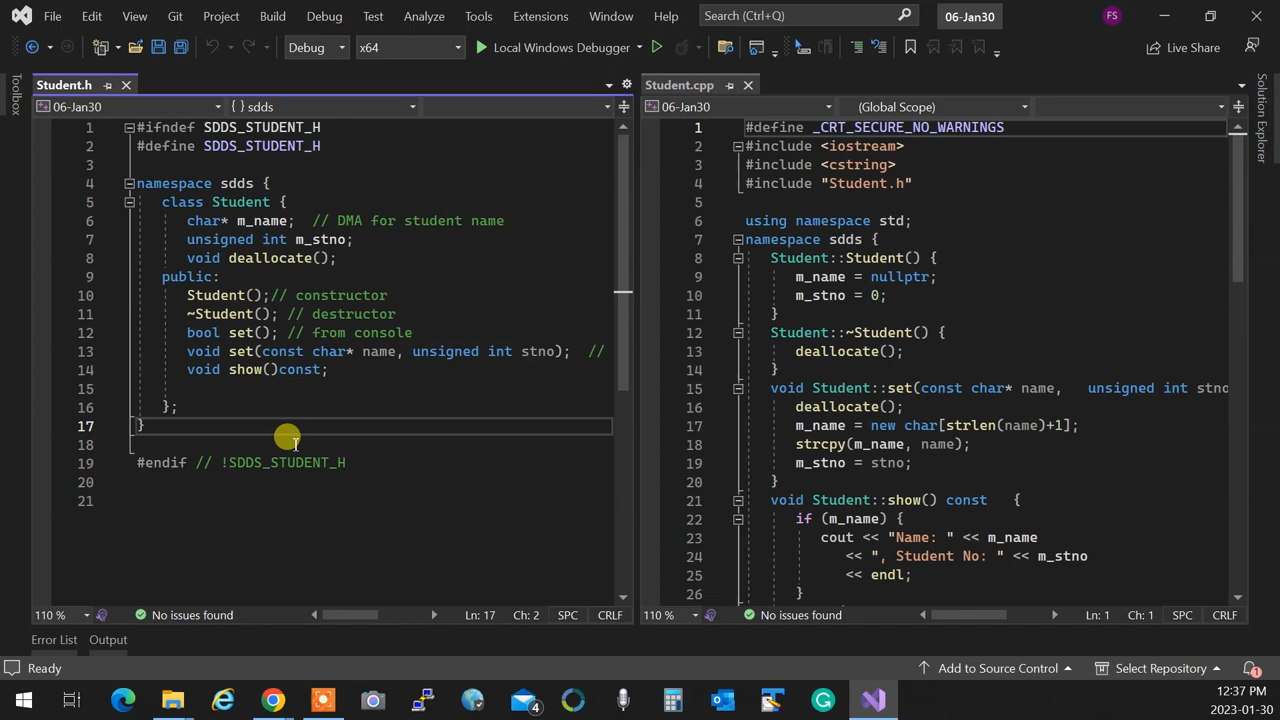 File Edit View Git Project Build Debug Test Analyze Tools Extensions Window Help Search (Ctrl+Q) 06-Jan30 FS
Debug x64 Local Windows Debugger Live Share
Toolbox
Student.h
06-Jan30 {} sdds
1 #ifndef SDDS_STUDENT_H
2 #define SDDS_STUDENT_H
3
4 namespace sdds {
5 class Student {
6 char* m_name; // DMA for student name
7 unsigned int m_stno;
8 void deallocate();
9 public:
10 Student();// constructor
11 ~Student(); // destructor
12 bool set(); // from console
13 void set(const char* name, unsigned int stno); //
14 void show()const;
15
16 };
17 }
18
19 #endif // !SDDS_STUDENT_H
20
21
110 % No issues found Ln: 17 Ch: 2 SPC CRLF
Student.cpp
06-Jan30 (Global Scope)
1 #define _CRT_SECURE_NO_WARNINGS
2 #include <iostream>
3 #include <cstring>
4 #include "Student.h"
5
6 using namespace std;
7 namespace sdds {
8 Student::Student() {
9 m_name = nullptr;
10 m_stno = 0;
11 }
12 Student::~Student() {
13 deallocate();
14 }
15 void Student::set(const char* name, unsigned int stno
16 deallocate();
17 m_name = new char[strlen(name)+1];
18 strcpy(m_name, name);
19 m_stno = stno;
20 }
21 void Student::show() const {
22 if (m_name) {
23 cout << "Name: " << m_name
24 << ", Student No: " << m_stno
25 << endl;
26 }
110 % No issues found Ln: 1 Ch: 1 SPC CRLF
Solution Explorer
Error List Output
Ready Add to Source Control Select Repository 1
4
12:37 PM
2023-01-30